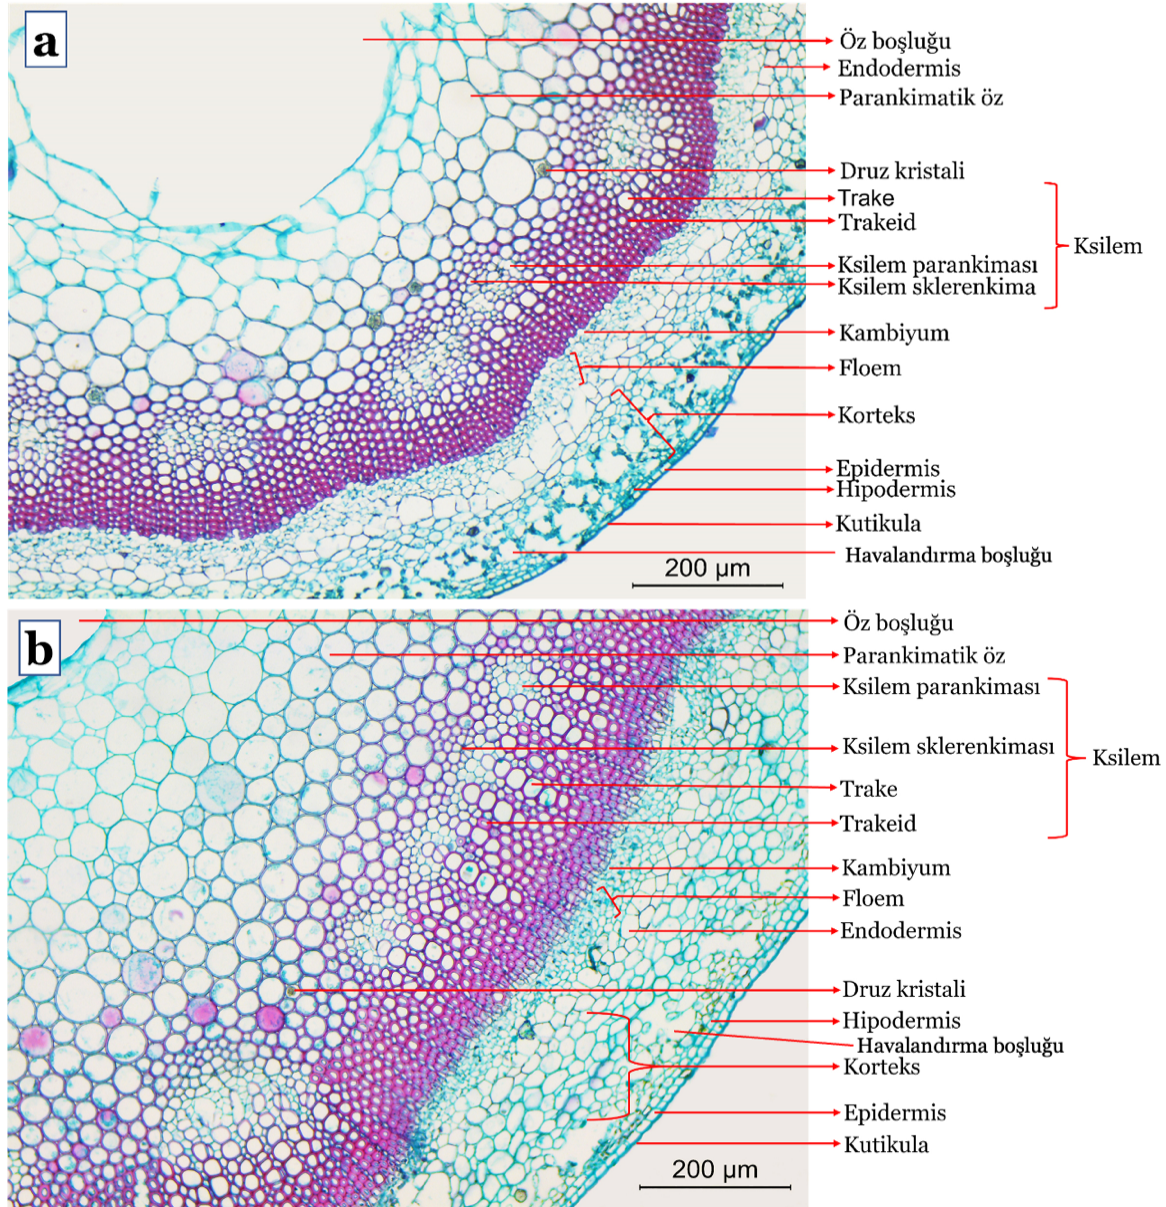 a
Öz boşluğu
Endodermis
Parankimatik öz
Druz kristali
Trake
Trakeid
Ksilem
Ksilem parankiması
Ksilem sklerenkima
Kambiyum
Floem
Korteks
Epidermis
Hipodermis
Kutikula
Havalandırma boşluğu
200 µm
b
Öz boşluğu
Parankimatik öz
Ksilem parankiması
Ksilem sklerenkiması
Ksilem
Trake
Trakeid
Kambiyum
Floem
Endodermis
Druz kristali
Hipodermis
Havalandırma boşluğu
Korteks
Epidermis
Kutikula
200 µm